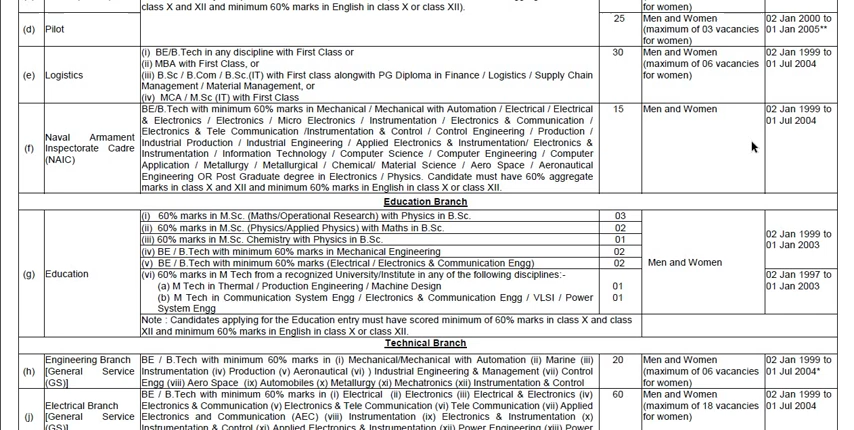 class X and XII and minimum 60% marks in English in class X or class XII).
for women)
(d) Pilot
25
Men and Women
(maximum of 03 vacancies
for women)
02 Jan 2000 to
01 Jan 2005**
(e) Logistics
(i) BE/B.Tech in any discipline with First Class or
(ii) MBA with First Class, or
(iii) B.Sc / B.Com / B.Sc.(IT) with First class alongwith PG Diploma in Finance / Logistics / Supply Chain
Management / Material Management, or
(iv) MCA / M.Sc (IT) with First Class
30
Men and Women
(maximum of 06 vacancies
for women)
02 Jan 1999 to
01 Jul 2004
(f)
Naval Armament
Inspectorate Cadre
(NAIC)
BE/B.Tech with minimum 60% marks in Mechanical / Mechanical with Automation / Electrical / Electrical
& Electronics / Electronics / Micro Electronics / Instrumentation / Electronics & Communication /
Electronics & Tele Communication /Instrumentation & Control / Control Engineering / Production /
Industrial Production / Industrial Engineering / Applied Electronics & Instrumentation/ Electronics &
Instrumentation / Information Technology / Computer Science / Computer Engineering / Computer
Application / Metallurgy / Metallurgical / Chemical/ Material Science / Aero Space / Aeronautical
Engineering OR Post Graduate degree in Electronics / Physics. Candidate must have 60% aggregate
marks in class X and XII and minimum 60% marks in English in class X or class XII.
15
Men and Women
02 Jan 1999 to
01 Jul 2004
Education Branch
(g) Education
(i) 60% marks in M.Sc. (Maths/Operational Research) with Physics in B.Sc. 03
(ii) 60% marks in M.Sc. (Physics/Applied Physics) with Maths in B.Sc. 02
(iii) 60% marks in M.Sc. Chemistry with Physics in B.Sc. 01
(iv) BE / B.Tech with minimum 60% marks in Mechanical Engineering 02
(v) BE / B.Tech with minimum 60% marks (Electrical / Electronics & Communication Engg) 02
(vi) 60% marks in M Tech from a recognized University/Institute in any of the following disciplines:-
(a) M Tech in Thermal / Production Engineering / Machine Design 01
(b) M Tech in Communication System Engg / Electronics & Communication Engg / VLSI / Power 01
System Engg
Men and Women
02 Jan 1999 to
01 Jan 2003
02 Jan 1997 to
01 Jan 2003
Note : Candidates applying for the Education entry must have scored minimum of 60% marks in class X and class
XII and minimum 60% marks in English in class X or class XII.
Technical Branch
(h)
Engineering Branch
[General Service
(GS)]
BE / B.Tech with minimum 60% marks in (i) Mechanical/Mechanical with Automation (ii) Marine (iii)
Instrumentation (iv) Production (v) Aeronautical (vi) ) Industrial Engineering & Management (vii) Control
Engg (viii) Aero Space (ix) Automobiles (x) Metallurgy (xi) Mechatronics (xii) Instrumentation & Control
20
Men and Women
(maximum of 06 vacancies
for women)
02 Jan 1999 to
01 Jul 2004*
(j)
Electrical Branch
[General Service
(GS)]
BE / B.Tech with minimum 60% marks in (i) Electrical (ii) Electronics (iii) Electrical & Electronics (iv)
Electronics & Communication (v) Electronics & Tele Communication (vi) Tele Communication (vii) Applied
Electronics and Communication (AEC) (viii) Instrumentation (ix) Electronics & Instrumentation (x)
Instrumentation & Control (xi) Applied Electronics & Instrumentation (xii) Power Engineering (xiii) Power
60
Men and Women
(maximum of 18 vacancies
for women)
02 Jan 1999 to
01 Jul 2004